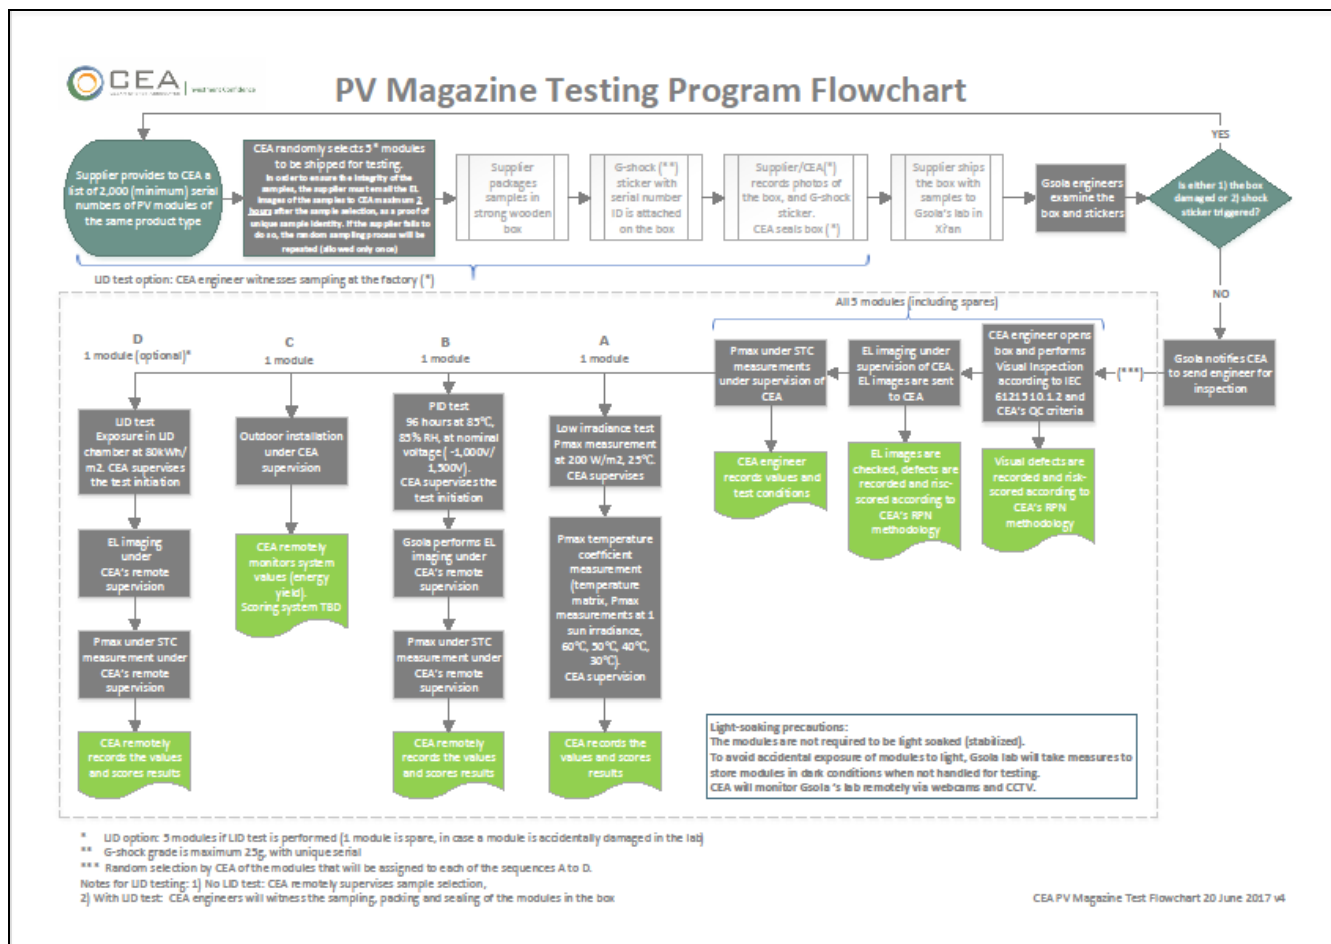 CEA
Investment Confidence
PV Magazine Testing Program Flowchart
YES
Supplier provides to CEA a
list of 2,000 (minimum) serial
numbers of PV modules of
the same product type
CEA randomly selects 5* modules
to be shipped for testing.
In order to ensure the integrity of the
samples, the supplier must email the EL
images of the samples to CEA maximum 2
hours after the sample selection, as a proof of
unique sample identity. If the supplier fails to
do so, the random sampling process will be
repeated (allowed only once)
Supplier
packages
samples in
strong wooden
box
G-shock (**)
sticker with
serial number
ID is attached
on the box
Supplier/CEA(*)
records photos of
the box, and G-shock
sticker.
CEA seals box (*)
Supplier ships
the box with
samples to
Gsola's lab in
Xi'an
Gsola engineers
examine the
box and stickers
Is either 1) the box
damaged or 2) shock
sticker triggered?
LID test option: CEA engineer witnesses sampling at the factory (*)
NO
All 5 modules (including spares)
D
1 module (optional)*
C
1 module
B
1 module
A
1 module
Pmax under STC
measurements
under supervision of
CEA
EL imaging under
supervision of CEA.
EL images are sent
to CEA
CEA engineer opens
box and performs
Visual Inspection
according to IEC
61215 10.1.2 and
CEA's QC criteria
(***)
Gsola notifies CEA
to send engineer for
inspection
LID test
Exposure in LID
chamber at 80kWh/
m2. CEA supervises
the test initiation
Outdoor installation
under CEA
supervision
PID test
96 hours at 85°C,
85% RH, at nominal
voltage ( -1,000V/
1,500V).
CEA supervises the
test initiation
Low irradiance test
Pmax measurement
at 200 W/m2, 25°C.
CEA supervises
CEA engineer
records values and
test conditions
EL images are
checked, defects are
recorded and risc-
scored according to
CEA's RPN
methodology
Visual defects are
recorded and risk-
scored according to
CEA's RPN
methodology
EL imaging
under
CEA's remote
supervision
CEA remotely
monitors system
values (energy
yield).
Scoring system TBD
Gsola performs EL
imaging under
CEA's remote
supervision
Pmax temperature
coefficient
measurement
(temperature
matrix, Pmax
measurements at 1
sun irradiance,
60°C, 50°C, 40°C,
30°C).
CEA supervision
Pmax under STC
measurement under
CEA's remote
supervision
Pmax under STC
measurement under
CEA's remote
supervision
CEA remotely
records the values
and scores results
CEA remotely
records the values
and scores results
CEA records the
values and scores
results
Light-soaking precautions:
The modules are not required to be light soaked (stabilized).
To avoid accidental exposure of modules to light, Gsola lab will take measures to
store modules in dark conditions when not handled for testing.
CEA will monitor Gsola 's lab remotely via webcams and CCTV.
* LID option: 5 modules if LID test is performed (1 module is spare, in case a module is accidentally damaged in the lab)
** G-shock grade is maximum 25g, with unique serial
*** Random selection by CEA of the modules that will be assigned to each of the sequences A to D.
Notes for LID testing: 1) No LID test: CEA remotely supervises sample selection,
2) With LID test: CEA engineers will witness the sampling, packing and sealing of the modules in the box
CEA PV Magazine Test Flowchart 20 June 2017 v4